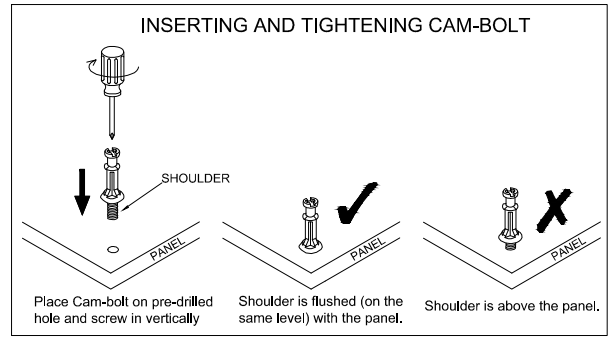 INSERTING AND TIGHTENING CAM-BOLT
SHOULDER
PANEL
PANEL
PANEL
Place Cam-bolt on pre-drilled
hole and screw in vertically
Shoulder is flushed (on the
same level) with the panel.
Shoulder is above the panel.